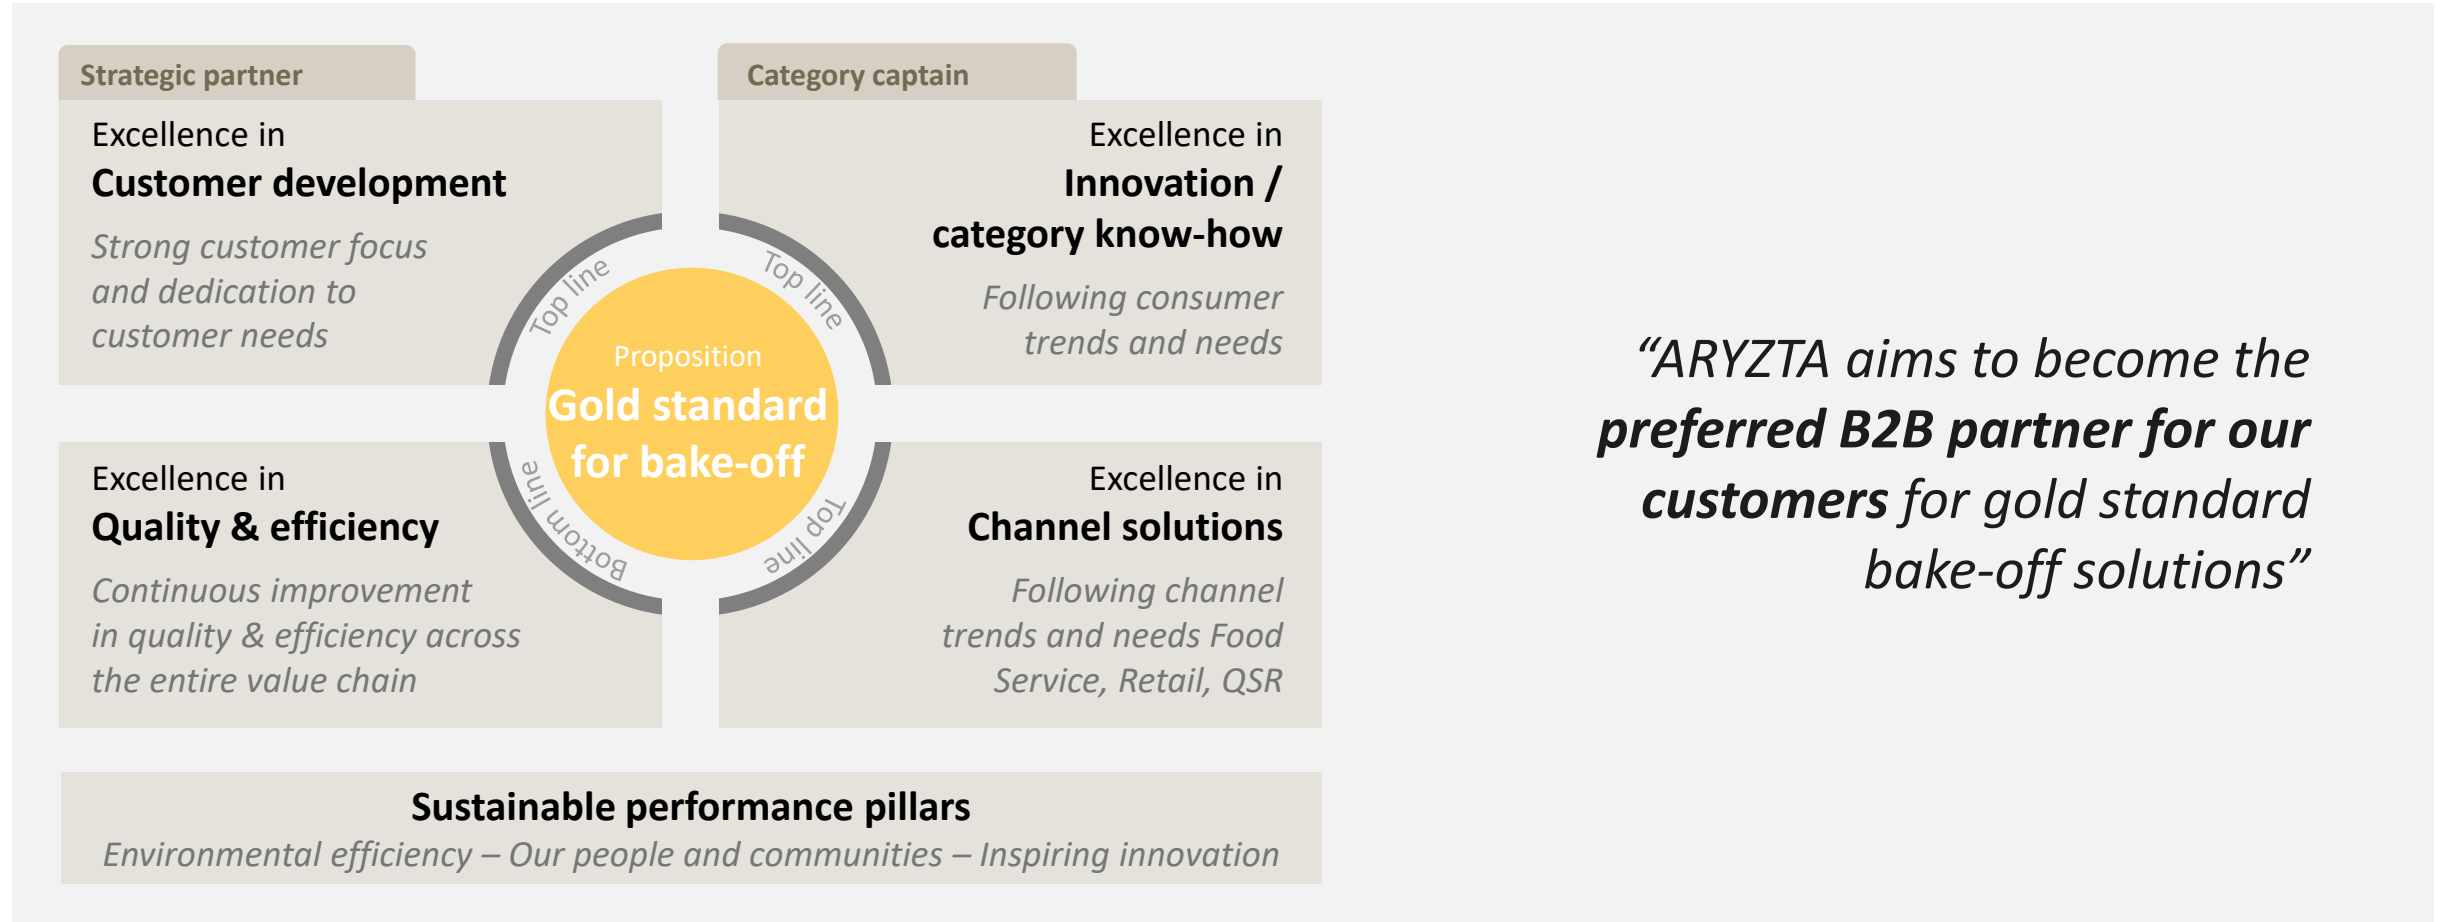 Strategic partner
Excellence in
Customer development
Strong customer focus
and dedication to
customer needs
Category captain
Excellence in
Innovation /
category know-how
Following consumer
trends and needs
Top line
Top line
Proposition
Gold standard
for bake-off
Bottom line
Top line
Excellence in
Quality & efficiency
Continuous improvement
in quality & efficiency across
the entire value chain
Excellence in
Channel solutions
Following channel
trends and needs Food
Service, Retail, QSR
Sustainable performance pillars
Environmental efficiency – Our people and communities – Inspiring innovation
“ARYZTA aims to become the
preferred B2B partner for our
customers for gold standard
bake-off solutions”